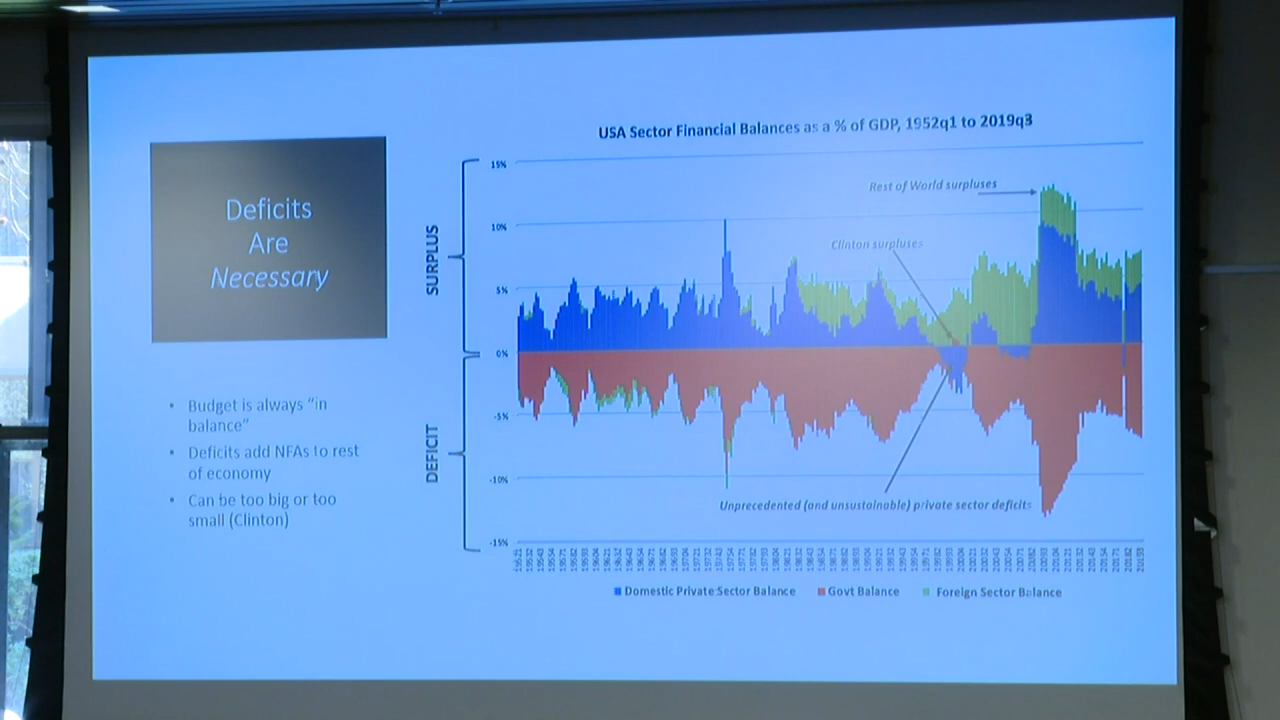 Deficits
Are
Necessary
• Budget is always "in
balance"
• Deficits add NFAs to rest
of economy
• Can be too big or too
small (Clinton)
USA Sector Financial Balances as a % of GDP, 1952q1 to 2019q3
SURPLUS
DEFICIT
15%
10%
5%
0%
-5%
-10%
-15%
Rest of World surpluses
Clinton surpluses
Unprecedented (and unsustainable) private sector deficits
Domestic Private Sector Balance
Govt Balance
Foreign Sector Balance